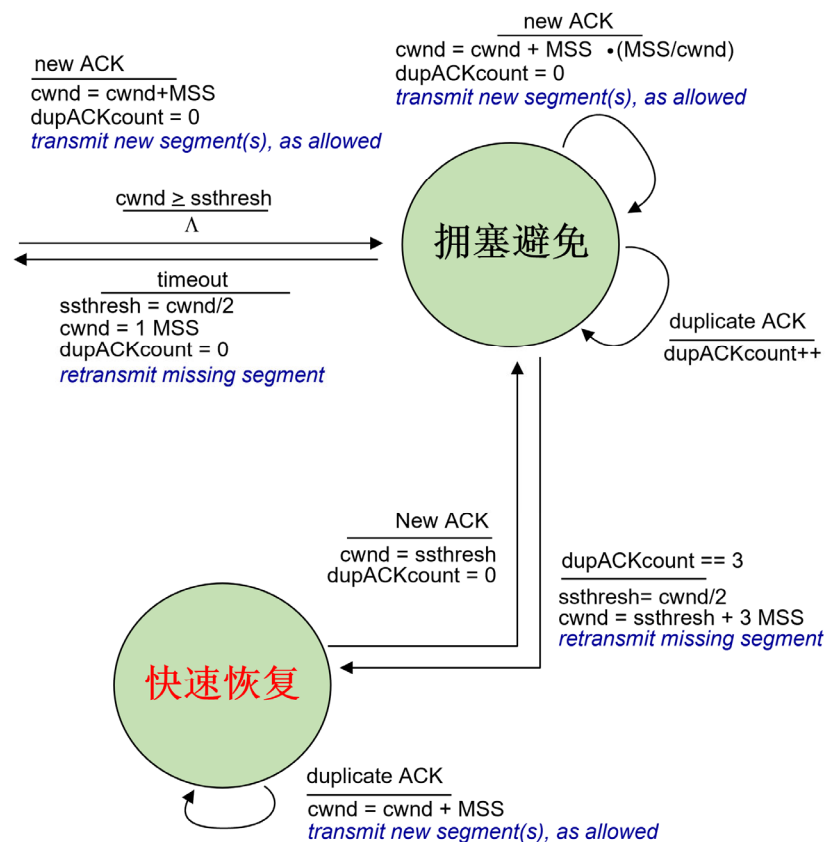 new ACK
cwnd = cwnd+MSS
dupACKcount = 0
transmit new segment(s), as allowed
new ACK
cwnd = cwnd + MSS •(MSS/cwnd)
dupACKcount = 0
transmit new segment(s), as allowed
cwnd ≥ ssthresh
Λ
timeout
ssthresh = cwnd/2
cwnd = 1 MSS
dupACKcount = 0
retransmit missing segment
拥塞避免
duplicate ACK
dupACKcount++
New ACK
cwnd = ssthresh
dupACKcount = 0
dupACKcount == 3
ssthresh= cwnd/2
cwnd = ssthresh + 3 MSS
retransmit missing segment
快速恢复
duplicate ACK
cwnd = cwnd + MSS
transmit new segment(s), as allowed